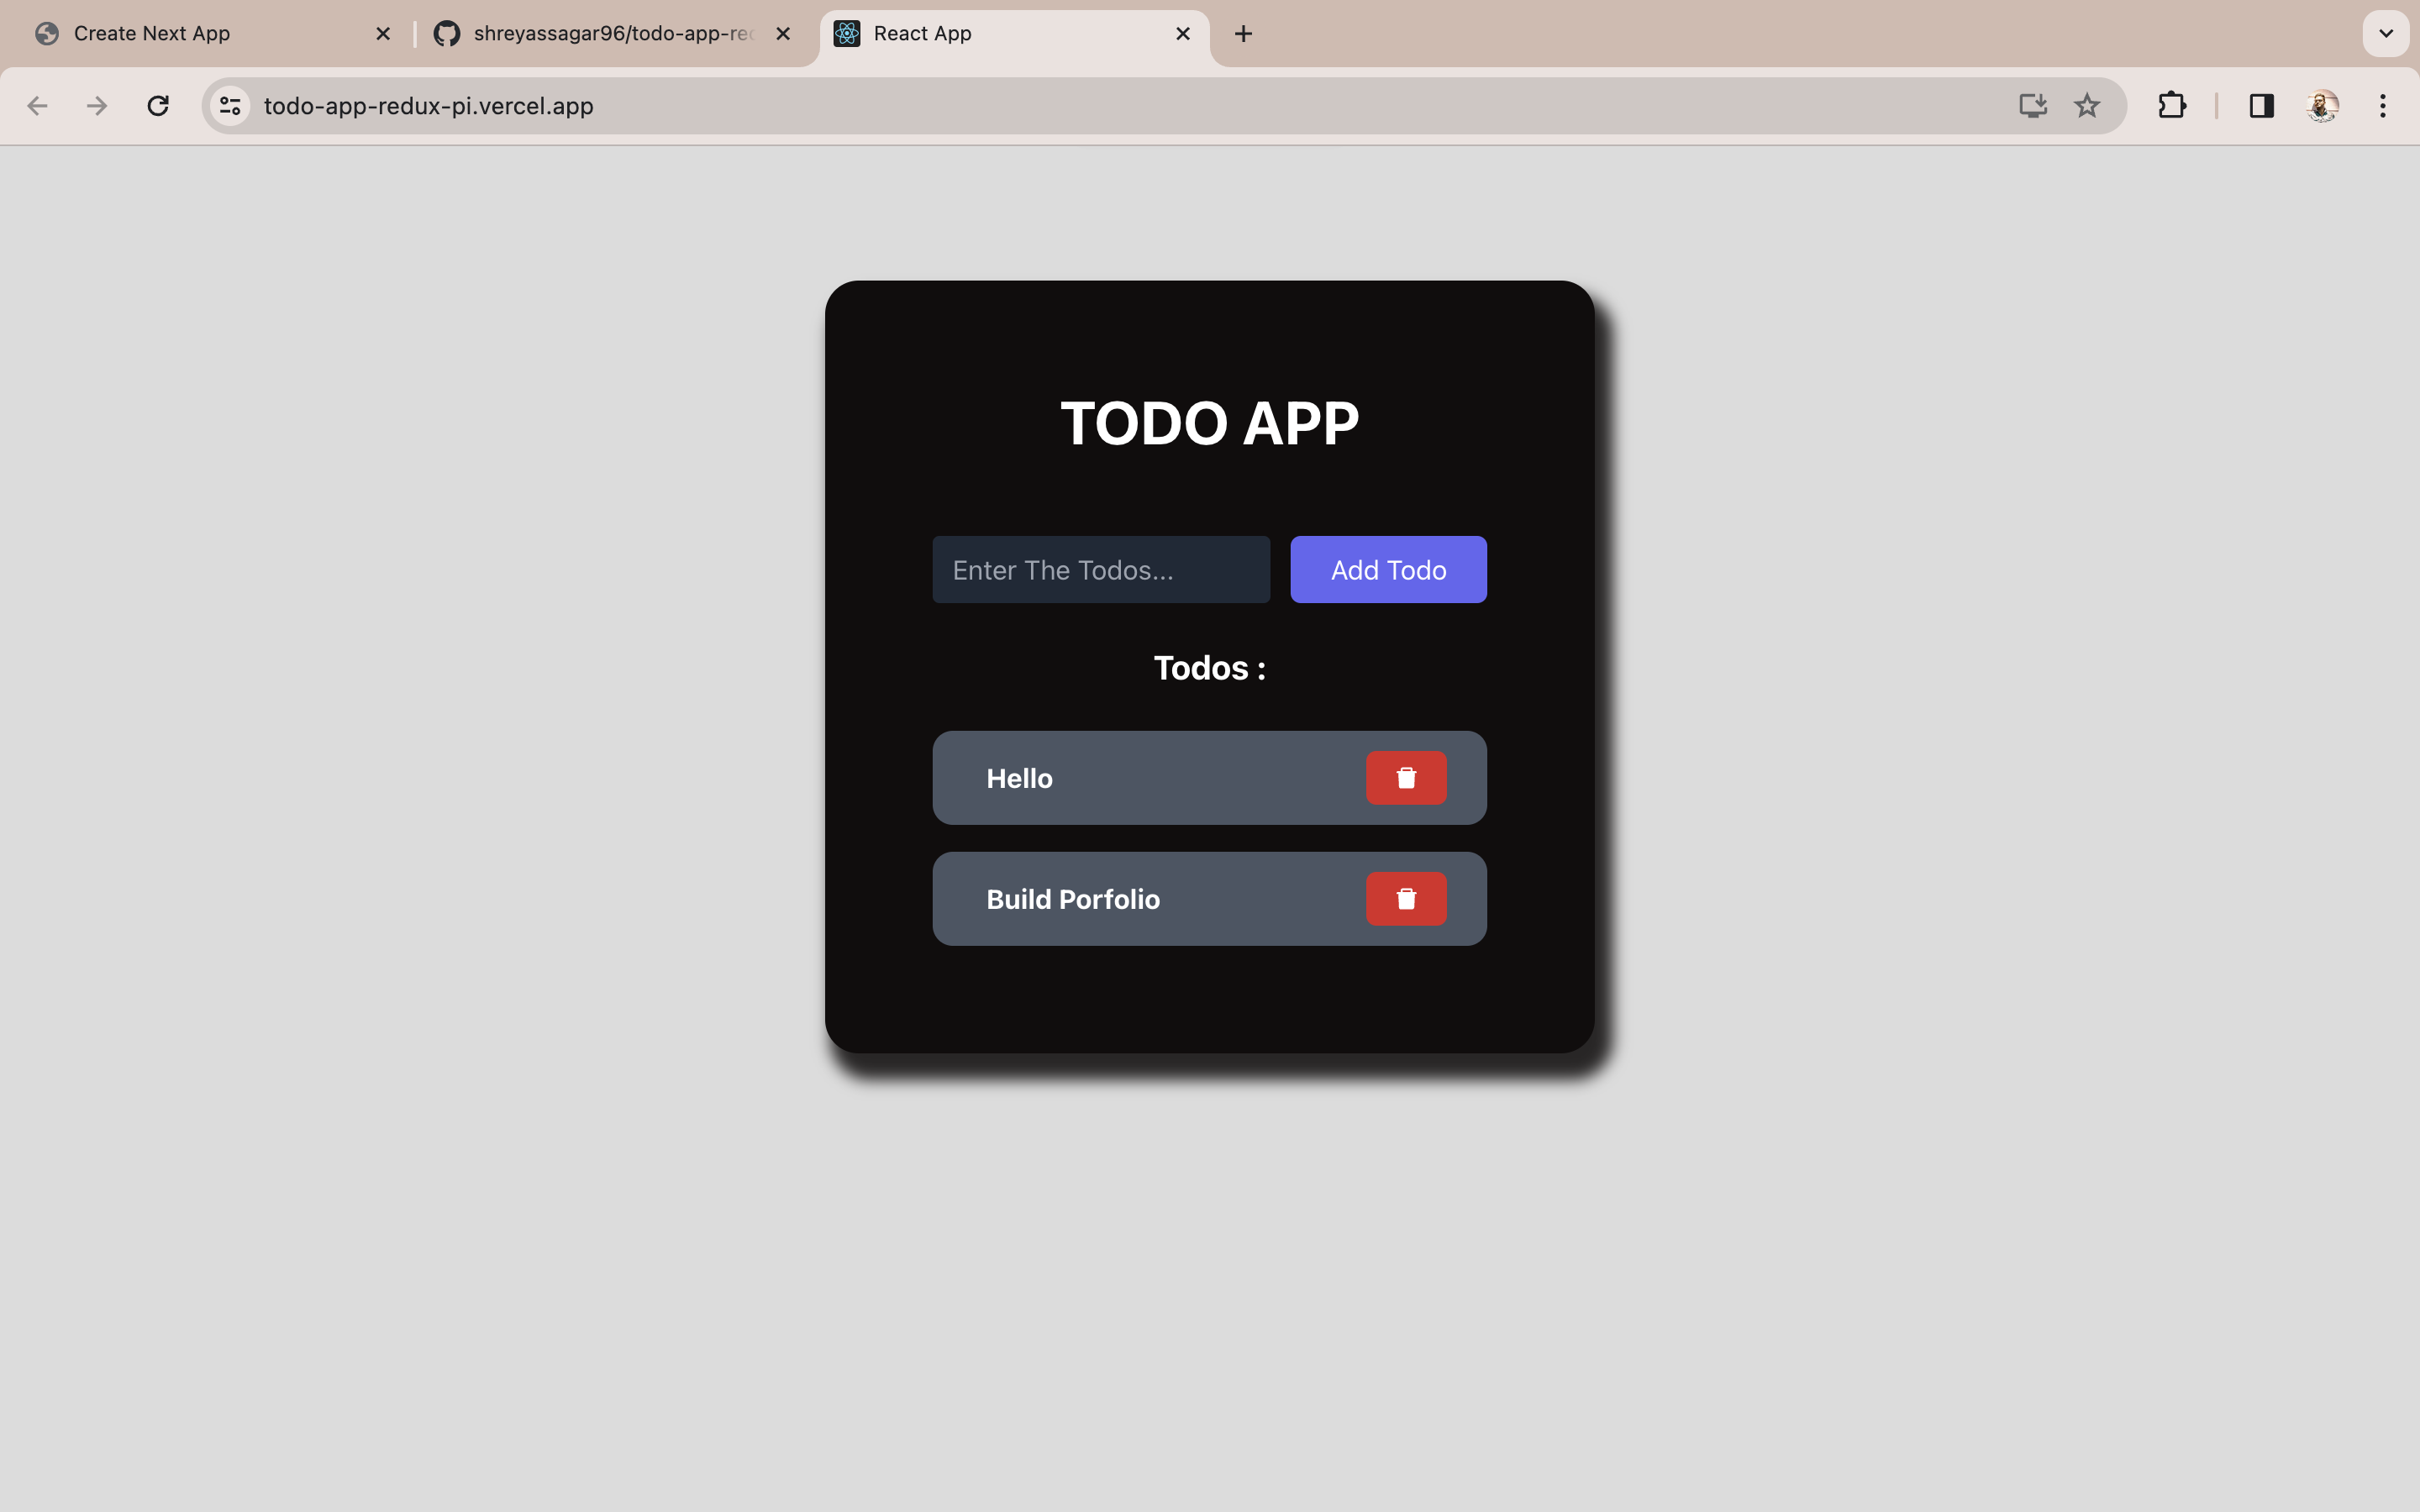 Create Next App
shreyassagar96/todo-app-red
React App
todo-app-redux-pi.vercel.app
TODO APP
Enter The Todos...
Add Todo
Todos :
Hello
Build Porfolio